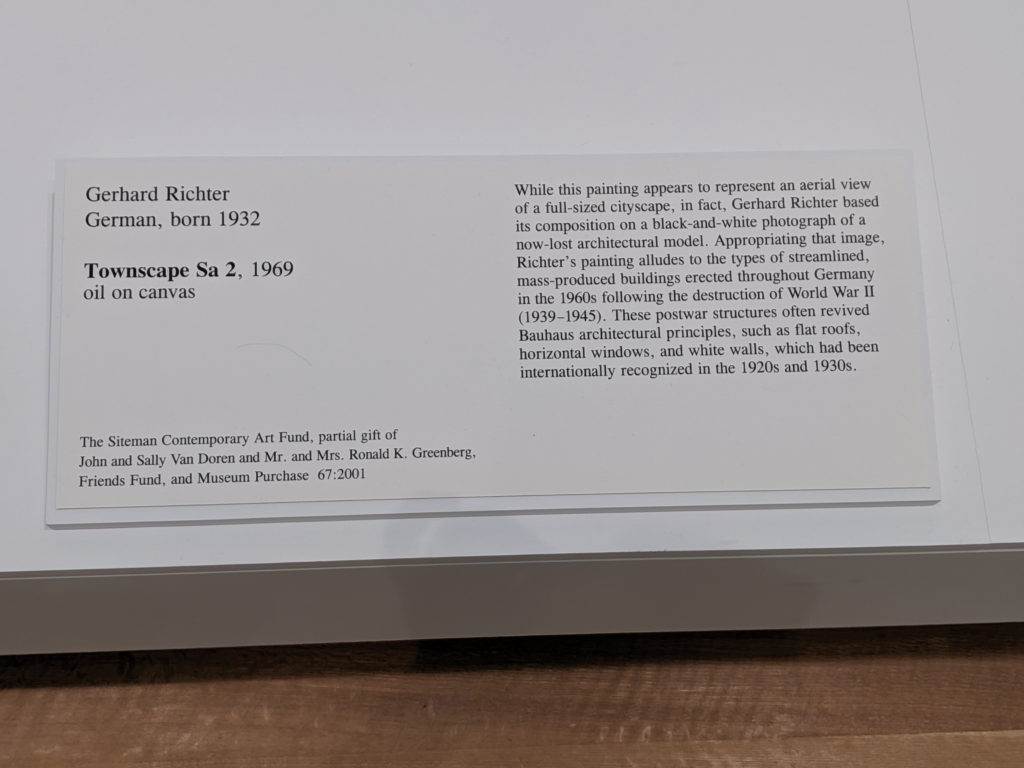 Gerhard Richter
German, born 1932
Townscape Sa 2, 1969
oil on canvas
The Siteman Contemporary Art Fund, partial gift of
John and Sally Van Doren and Mr. and Mrs. Ronald K. Greenberg,
Friends Fund, and Museum Purchase 67:2001
While this painting appears to represent an aerial view
of a full-sized cityscape, in fact, Gerhard Richter based
its composition on a black-and-white photograph of a
now-lost architectural model. Appropriating that image,
Richter's painting alludes to the types of streamlined,
mass-produced buildings erected throughout Germany
in the 1960s following the destruction of World War II
(1939–1945). These postwar structures often revived
Bauhaus architectural principles, such as flat roofs,
horizontal windows, and white walls, which had been
internationally recognized in the 1920s and 1930s.